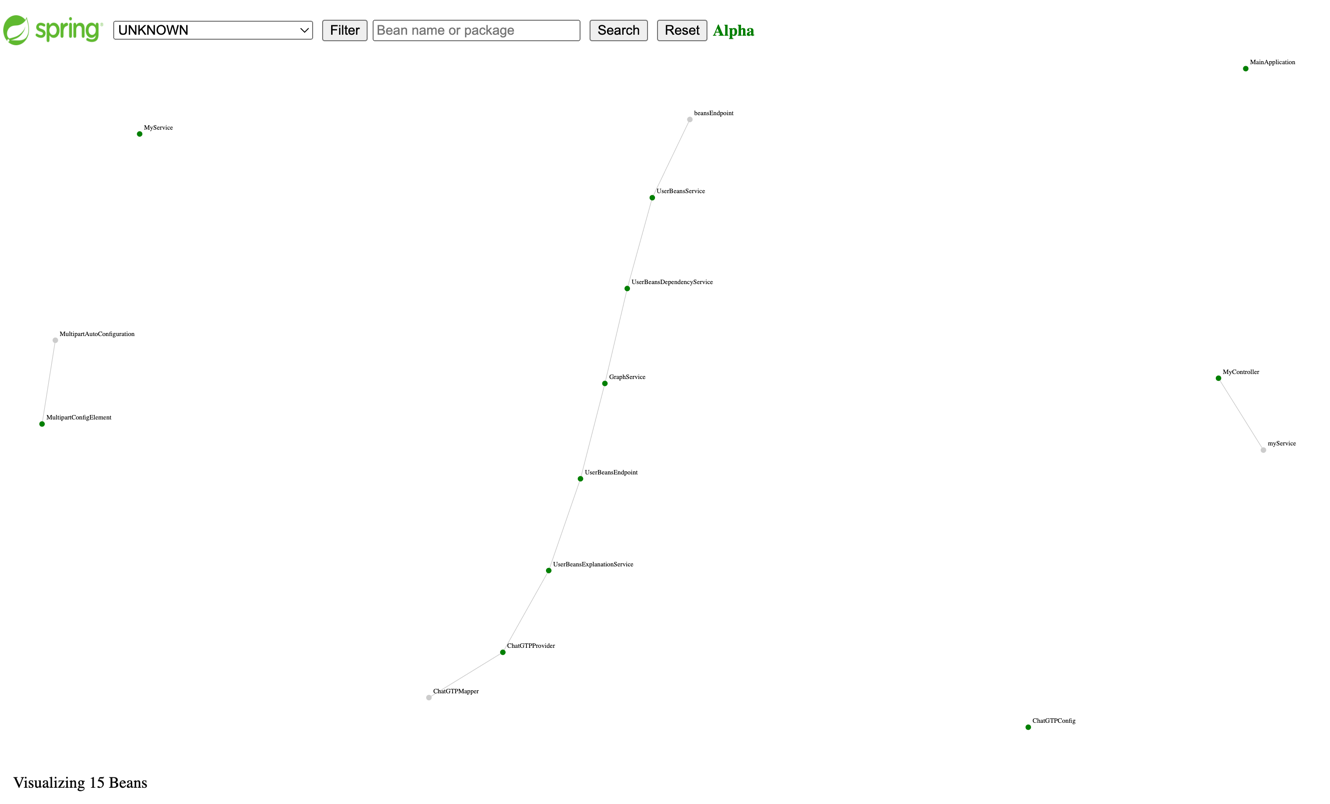 spring UNKNOWN Filter Bean name or package Search Reset Alpha
MainApplication
beansEndpoint
MyService
UserBeansService
UserBeansDependencyService
MultipartAutoConfiguration
MyController
GraphService
MultipartConfigElement
myService
UserBeansEndpoint
UserBeansExplanationService
ChatGTPProvider
ChatGTPMapper
ChatGTPConfig
Visualizing 15 Beans